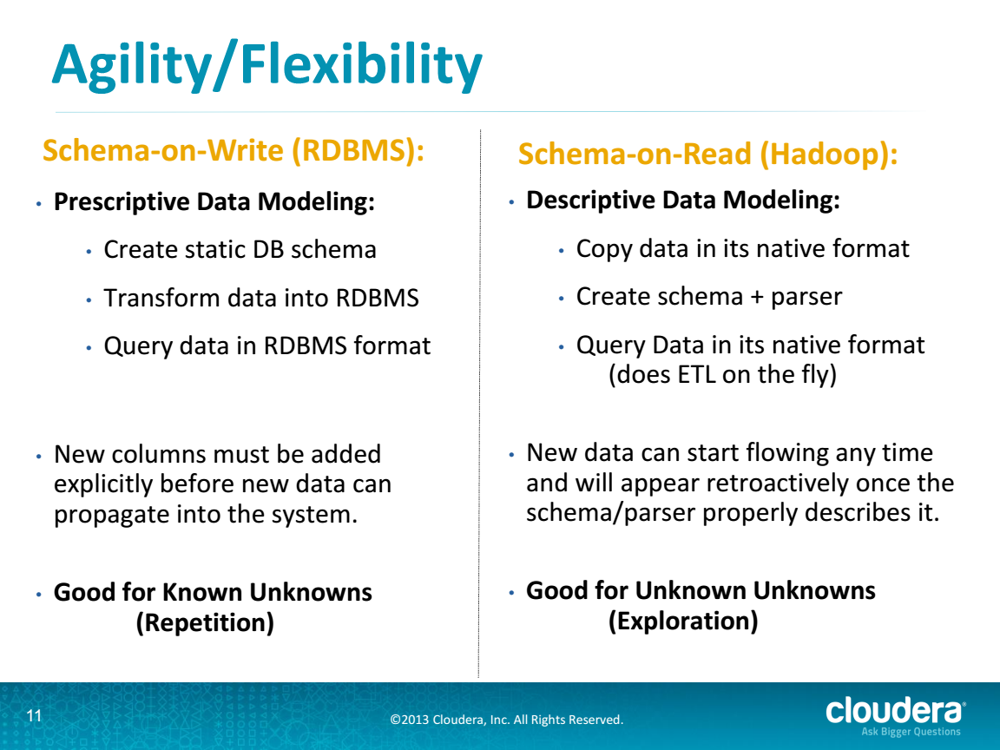 Agility/Flexibility
Schema-on-Write (RDBMS):
• Prescriptive Data Modeling:
• Create static DB schema
• Transform data into RDBMS
• Query data in RDBMS format
• New columns must be added
explicitly before new data can
propagate into the system.
• Good for Known Unknowns
(Repetition)
Schema-on-Read (Hadoop):
• Descriptive Data Modeling:
• Copy data in its native format
• Create schema + parser
• Query Data in its native format
(does ETL on the fly)
• New data can start flowing any time
and will appear retroactively once the
schema/parser properly describes it.
• Good for Unknown Unknowns
(Exploration)
11
©2013 Cloudera, Inc. All Rights Reserved.
cloudera®
Ask Bigger Questions